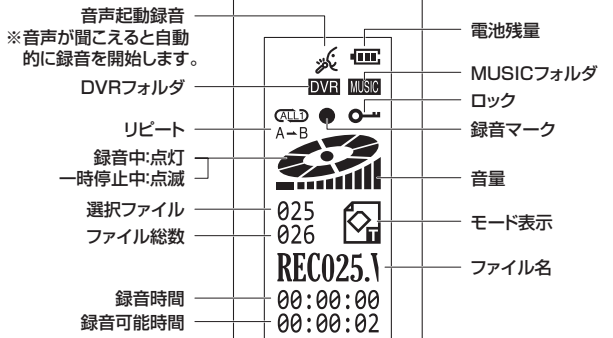 音声起動録音
※音声が聞こえると自動
的に録音を開始します。
DVRフォルダ
リピート
録音中:点灯
一時停止中:点滅
選択ファイル
ファイル総数
録音時間
録音可能時間
DVR MUSIC
ALL1
A→B
025
026
T
REC025.\
00:00:00
00:00:02
電池残量
MUSICフォルダ
ロック
録音マーク
音量
モード表示
ファイル名